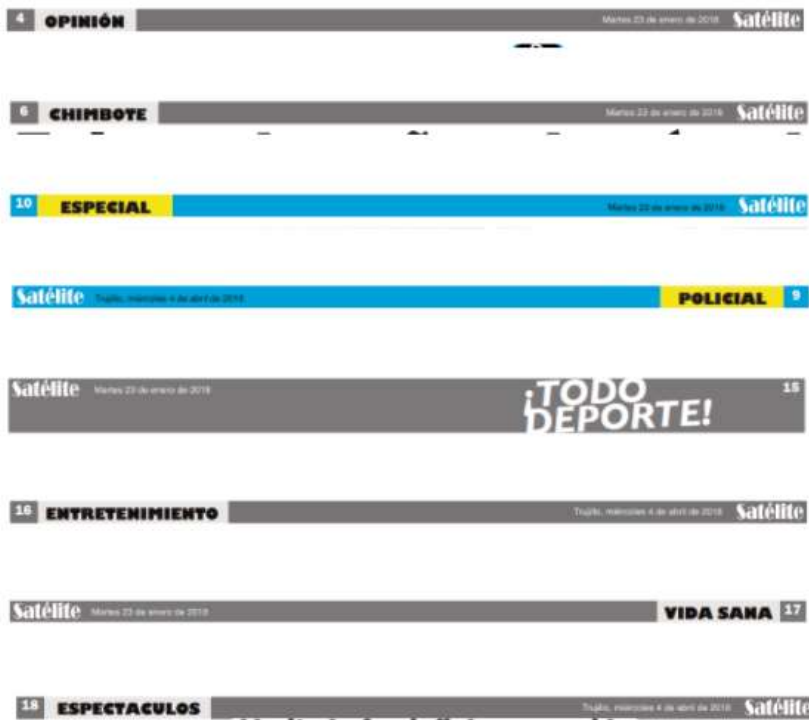 4 OPINIÓN Martes 23 de enero de 2018 Satélite
6 CHIMBOTE Martes 23 de enero de 2018 Satélite
10 ESPECIAL Martes 23 de enero de 2018 Satélite
Satélite Trujillo, miércoles 4 de abril de 2018 POLICIAL 9
Satélite Martes 23 de enero de 2018 ¡TODO DEPORTE! 15
16 ENTRETENIMIENTO Trujillo, miércoles 4 de abril de 2018 Satélite
Satélite Martes 23 de enero de 2018 VIDA SANA 17
18 ESPECTACULOS Trujillo, miércoles 4 de abril de 2018 Satélite